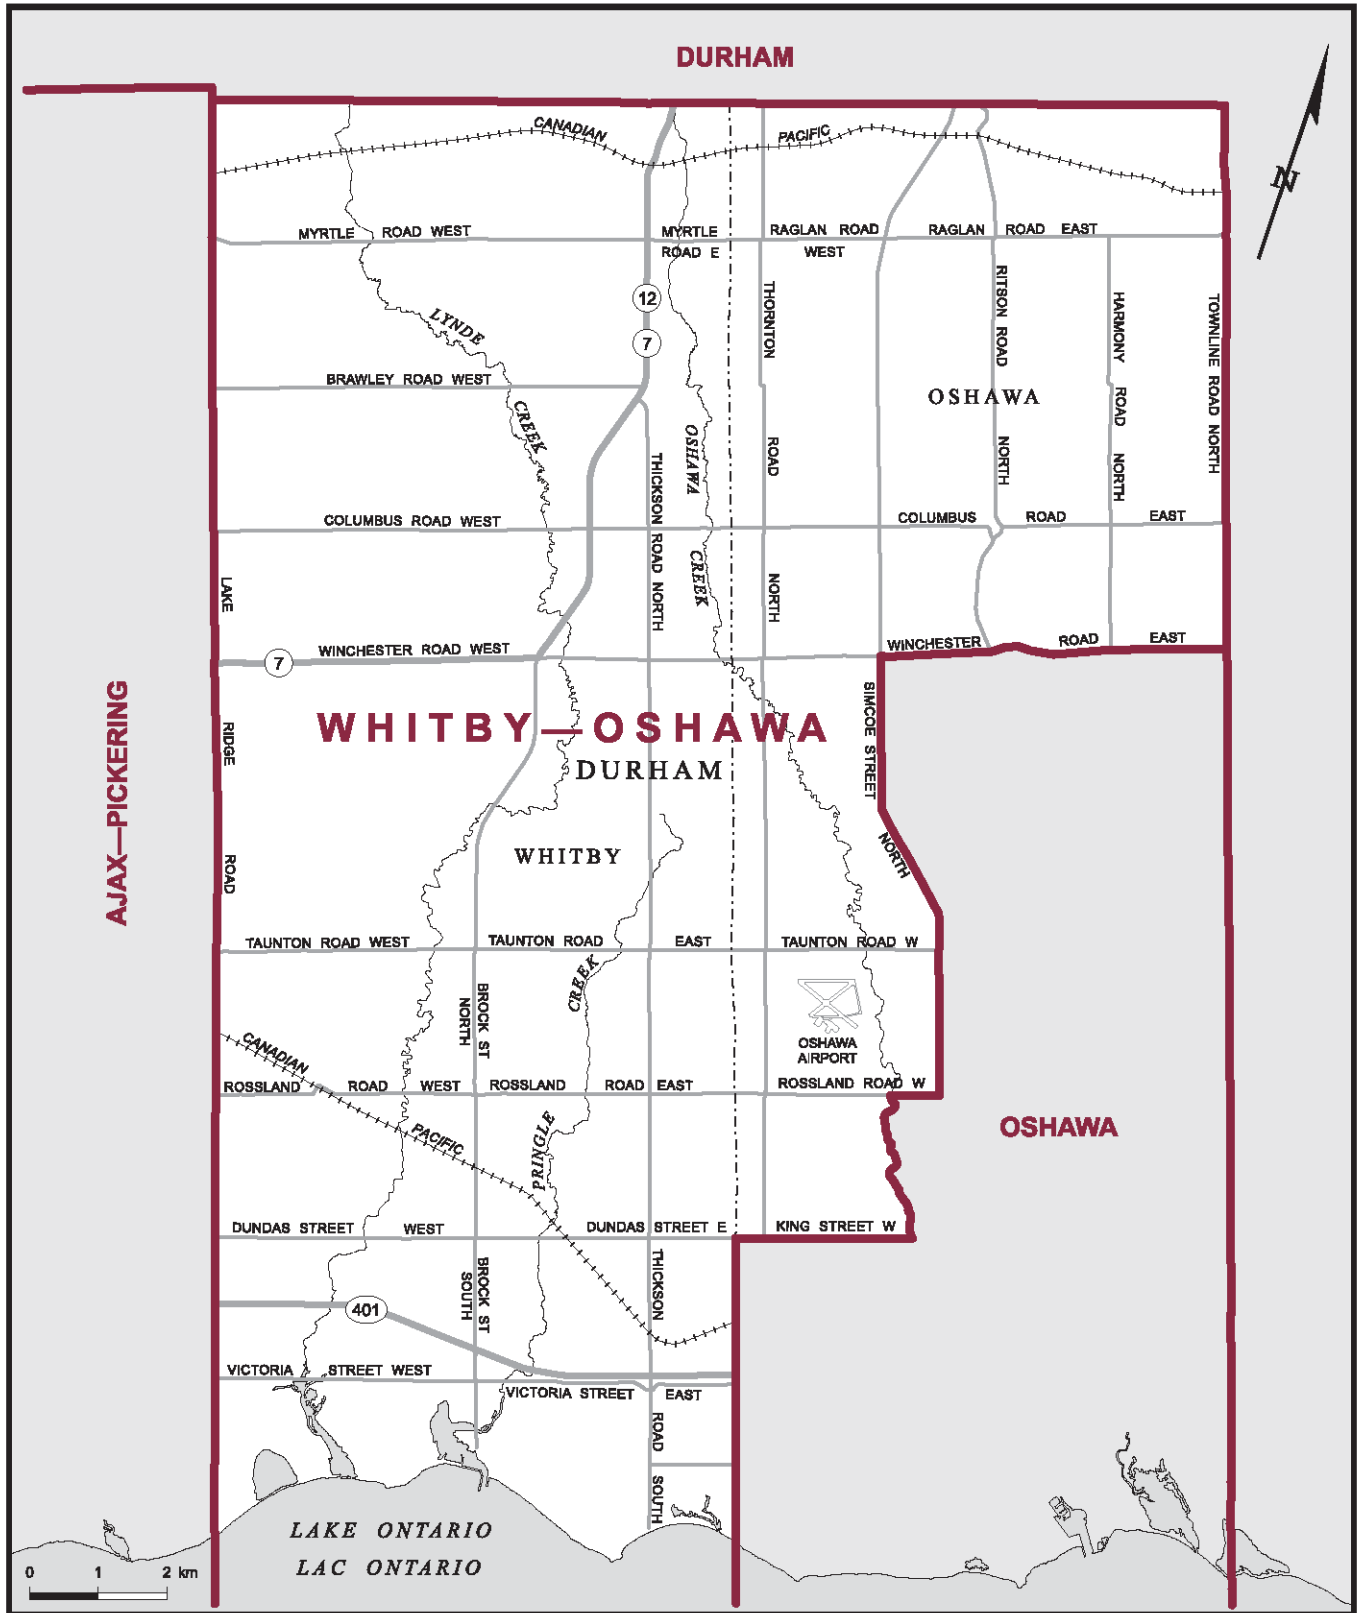 DURHAM
CANADIAN
PACIFIC
N
MYRTLE ROAD WEST
MYRTLE
ROAD E
RAGLAN ROAD
WEST
RAGLAN ROAD EAST
12
7
LYNDE
CREEK
THORNTON
ROAD
NORTH
RITSON ROAD
NORTH
HARMONY ROAD NORTH
TOWNLINE ROAD NORTH
OSHAWA
BRAWLEY ROAD WEST
OSHAWA
CREEK
THICKSON ROAD NORTH
COLUMBUS ROAD WEST
COLUMBUS ROAD EAST
LAKE
RIDGE
ROAD
WINCHESTER ROAD WEST
7
WINCHESTER ROAD EAST
AJAX—PICKERING
WHITBY—OSHAWA
DURHAM
SIMCOE STREET
NORTH
WHITBY
TAUNTON ROAD WEST
TAUNTON ROAD EAST
TAUNTON ROAD W
CREEK
PRINGLE
BROCK ST
NORTH
OSHAWA
AIRPORT
CANADIAN
PACIFIC
ROSSLAND ROAD WEST
ROSSLAND ROAD EAST
ROSSLAND ROAD W
OSHAWA
DUNDAS STREET WEST
DUNDAS STREET E
KING STREET W
BROCK ST
SOUTH
THICKSON
ROAD
SOUTH
401
VICTORIA STREET WEST
VICTORIA STREET EAST
LAKE ONTARIO
LAC ONTARIO
0 1 2 km